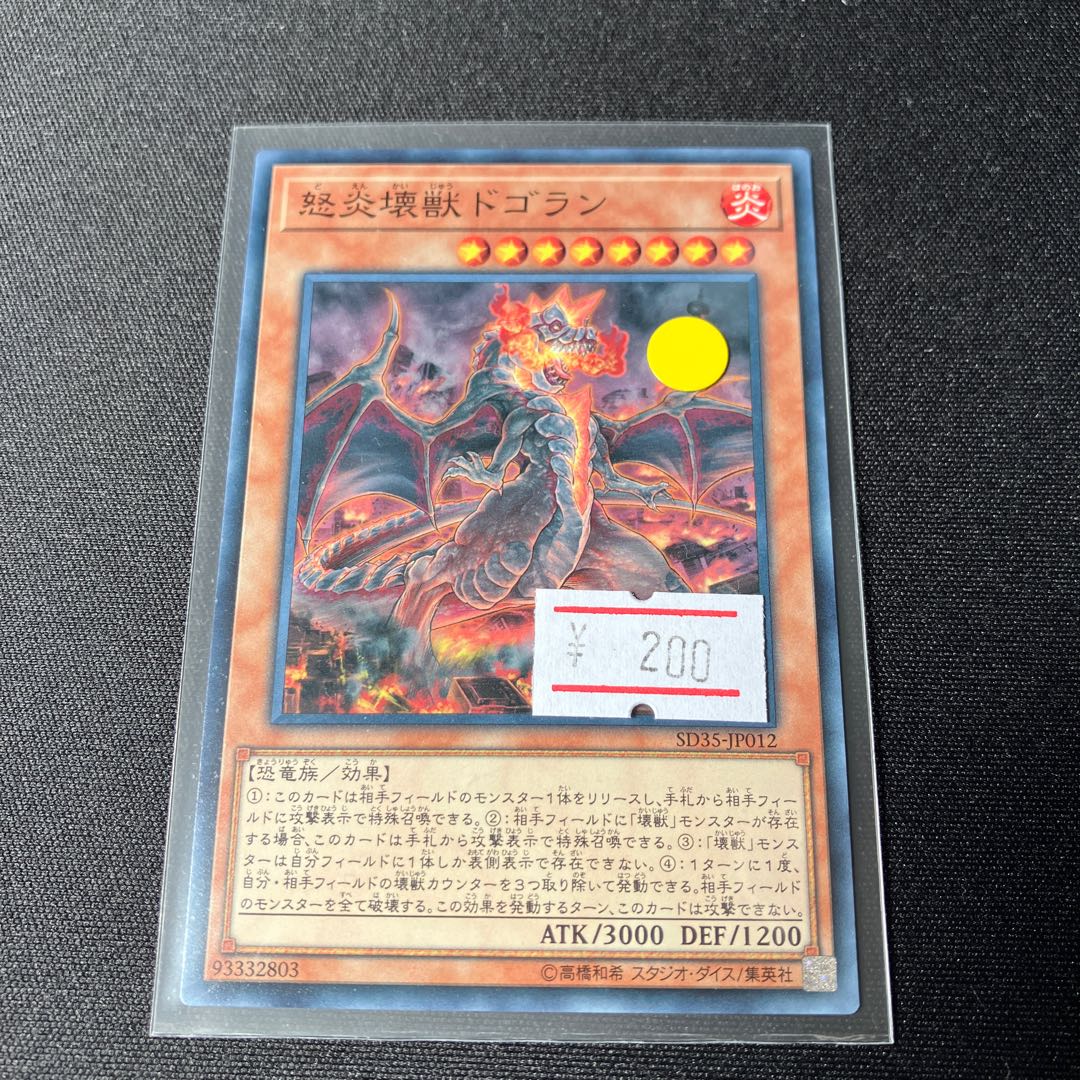 怒炎壊獣ドゴラン
炎
¥ 200
SD35-JP012
【恐竜族／効果】
①：このカードは相手フィールドのモンスター１体をリリースし、手札から相手フィー
ルドに攻撃表示で特殊召喚できる。②：相手フィールドに「壊獣」モンスターが存在
する場合、このカードは手札から攻撃表示で特殊召喚できる。③：「壊獣」モンス
ターは自分フィールドに１体しか表側表示で存在できない。④：１ターンに１度、
自分・相手フィールドの壊獣カウンターを３つ取り除いて発動できる。相手フィールド
のモンスターを全て破壊する。この効果を発動するターン、このカードは攻撃できない。
ATK/3000 DEF/1200
93332803 ©高橋和希 スタジオ・ダイス/集英社